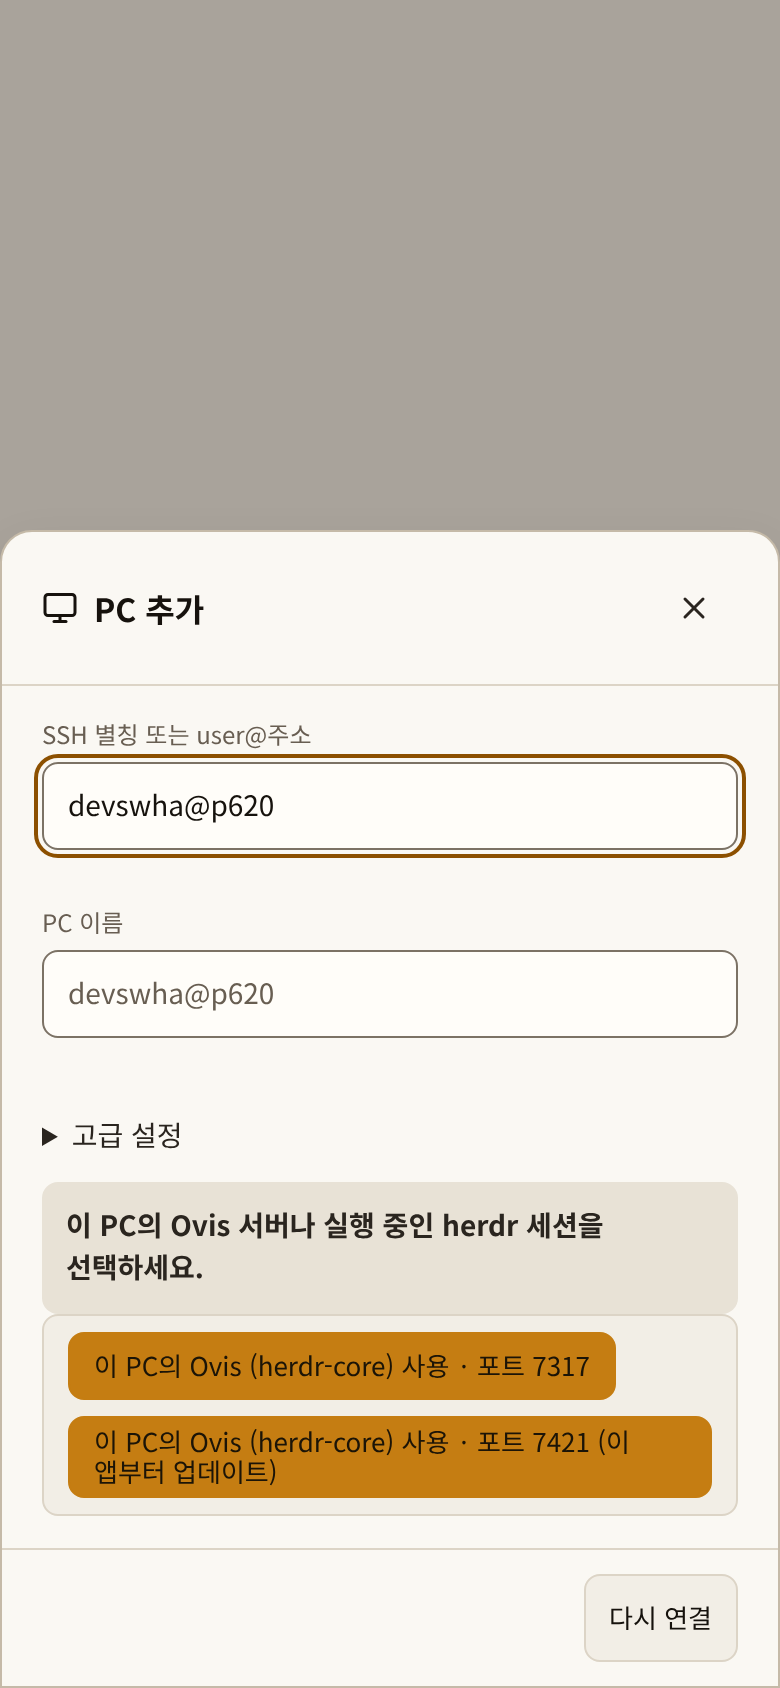 PC 추가
SSH 별칭 또는 user@주소
devswha@p620
PC 이름
devswha@p620
고급 설정
이 PC의 Ovis 서버나 실행 중인 herdr 세션을
선택하세요.
이 PC의 Ovis (herdr-core) 사용 · 포트 7317
이 PC의 Ovis (herdr-core) 사용 · 포트 7421 (이
앱부터 업데이트)
다시 연결